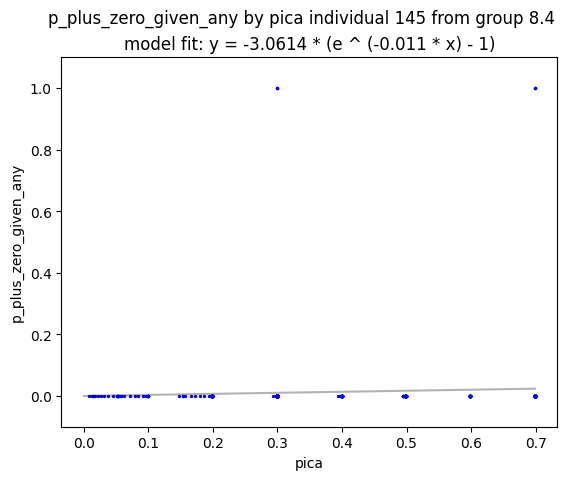 p_plus_zero_given_any by pica individual 145 from group 8.4
model fit: y = -3.0614 * (e ^ (-0.011 * x) - 1)
p_plus_zero_given_any
1.0
0.8
0.6
0.4
0.2
0.0
0.0 0.1 0.2 0.3 0.4 0.5 0.6 0.7
pica